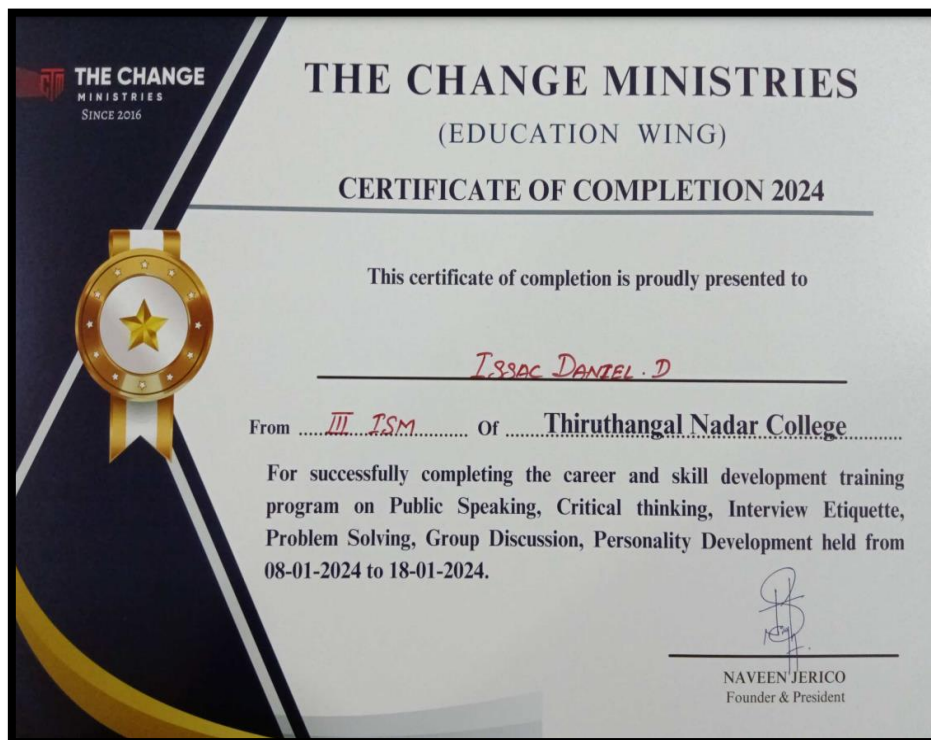 THE CHANGE
MINISTRIES
SINCE 2016
THE CHANGE MINISTRIES
(EDUCATION WING)
CERTIFICATE OF COMPLETION 2024
This certificate of completion is proudly presented to
ISSAC DANIEL . D
From ..... III ISM ......... Of ..... Thiruthangal Nadar College .........
For successfully completing the career and skill development training
program on Public Speaking, Critical thinking, Interview Etiquette,
Problem Solving, Group Discussion, Personality Development held from
08-01-2024 to 18-01-2024.
NAVEEN JERICO
Founder & President